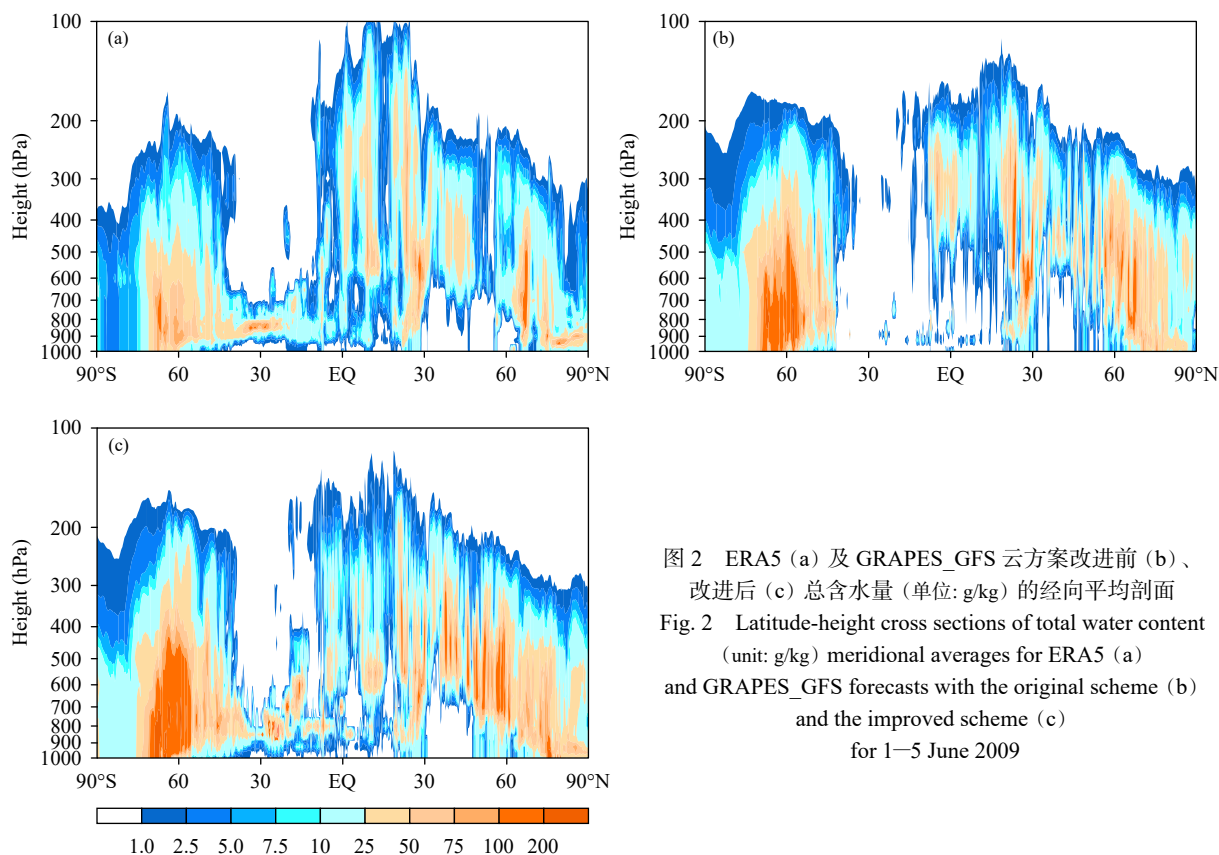 (a)
100
200
300
400
500
600
700
800
900
1000
Height (hPa)
90°S 60 30 EQ 30 60 90°N
(b)
100
200
300
400
500
600
700
800
900
1000
Height (hPa)
90°S 60 30 EQ 30 60 90°N
(c)
100
200
300
400
500
600
700
800
900
1000
Height (hPa)
90°S 60 30 EQ 30 60 90°N
1.0 2.5 5.0 7.5 10 25 50 75 100 200
图 2 ERA5（a）及 GRAPES_GFS 云方案改进前（b）、
改进后（c）总含水量（单位: g/kg）的经向平均剖面
Fig. 2 Latitude-height cross sections of total water content
（unit: g/kg）meridional averages for ERA5（a）
and GRAPES_GFS forecasts with the original scheme（b）
and the improved scheme（c）
for 1—5 June 2009